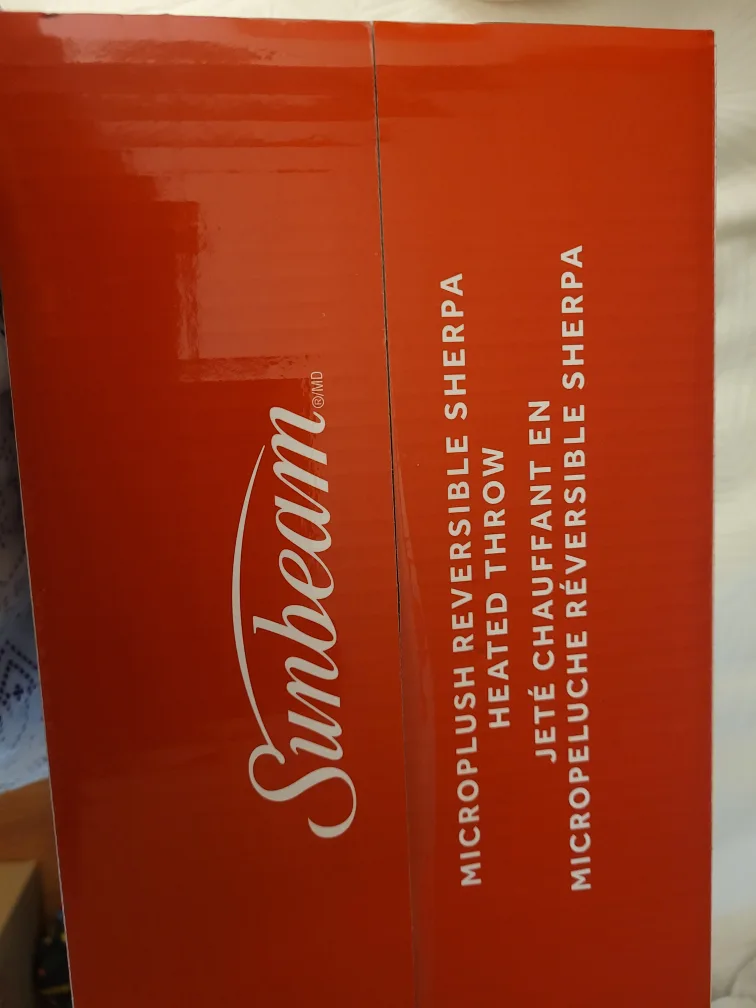 Sunbeam®/MD
MICROPLUSH REVERSIBLE SHERPA
HEATED THROW
JETÉ CHAUFFANT EN
MICROPELUCHE RÉVERSIBLE SHERPA